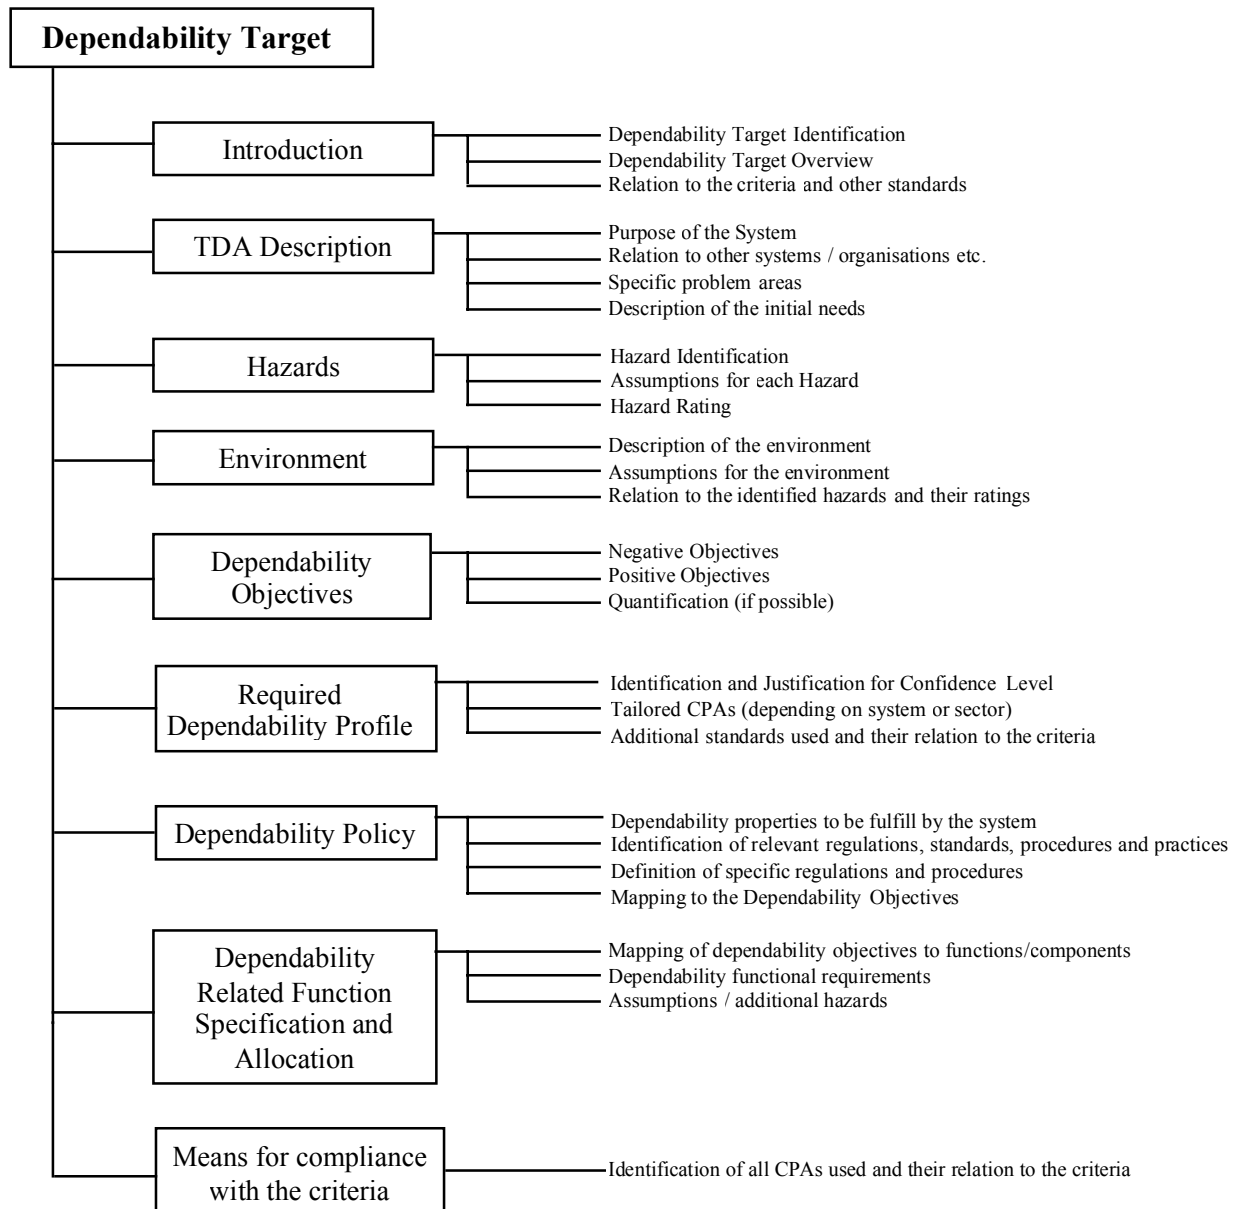 Dependability Target
Introduction
Dependability Target Identification
Dependability Target Overview
Relation to the criteria and other standards
TDA Description
Purpose of the System
Relation to other systems / organisations etc.
Specific problem areas
Description of the initial needs
Hazards
Hazard Identification
Assumptions for each Hazard
Hazard Rating
Environment
Description of the environment
Assumptions for the environment
Relation to the identified hazards and their ratings
Dependability
Objectives
Negative Objectives
Positive Objectives
Quantification (if possible)
Required
Dependability Profile
Identification and Justification for Confidence Level
Tailored CPAs (depending on system or sector)
Additional standards used and their relation to the criteria
Dependability Policy
Dependability properties to be fulfill by the system
Identification of relevant regulations, standards, procedures and practices
Definition of specific regulations and procedures
Mapping to the Dependability Objectives
Dependability
Related Function
Specification and
Allocation
Mapping of dependability objectives to functions/components
Dependability functional requirements
Assumptions / additional hazards
Means for compliance
with the criteria
Identification of all CPAs used and their relation to the criteria